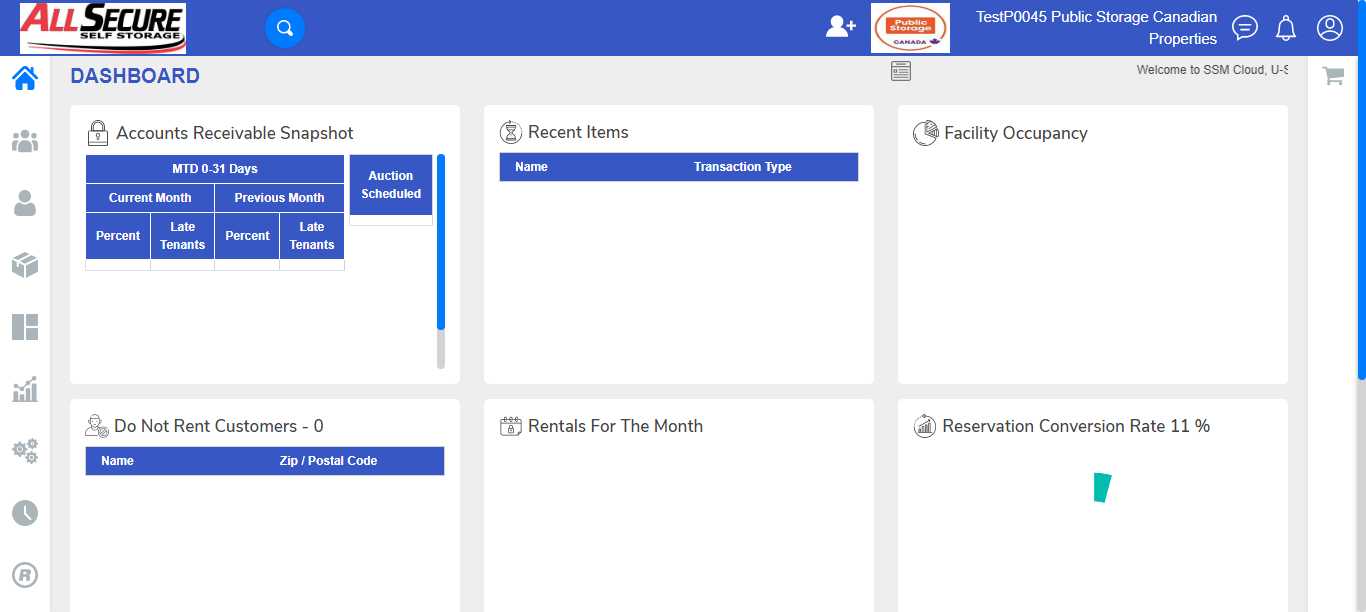 ALL SECURE
SELF STORAGE
Public
Storage
CANADA
TestP0045 Public Storage Canadian
Properties
DASHBOARD
Welcome to SSM Cloud, U-S
Accounts Receivable Snapshot
MTD 0-31 Days
Current Month
Previous Month
Percent
Late
Tenants
Percent
Late
Tenants
Auction
Scheduled
Recent Items
Name
Transaction Type
Facility Occupancy
Do Not Rent Customers - 0
Name
Zip / Postal Code
Rentals For The Month
Reservation Conversion Rate 11 %
R